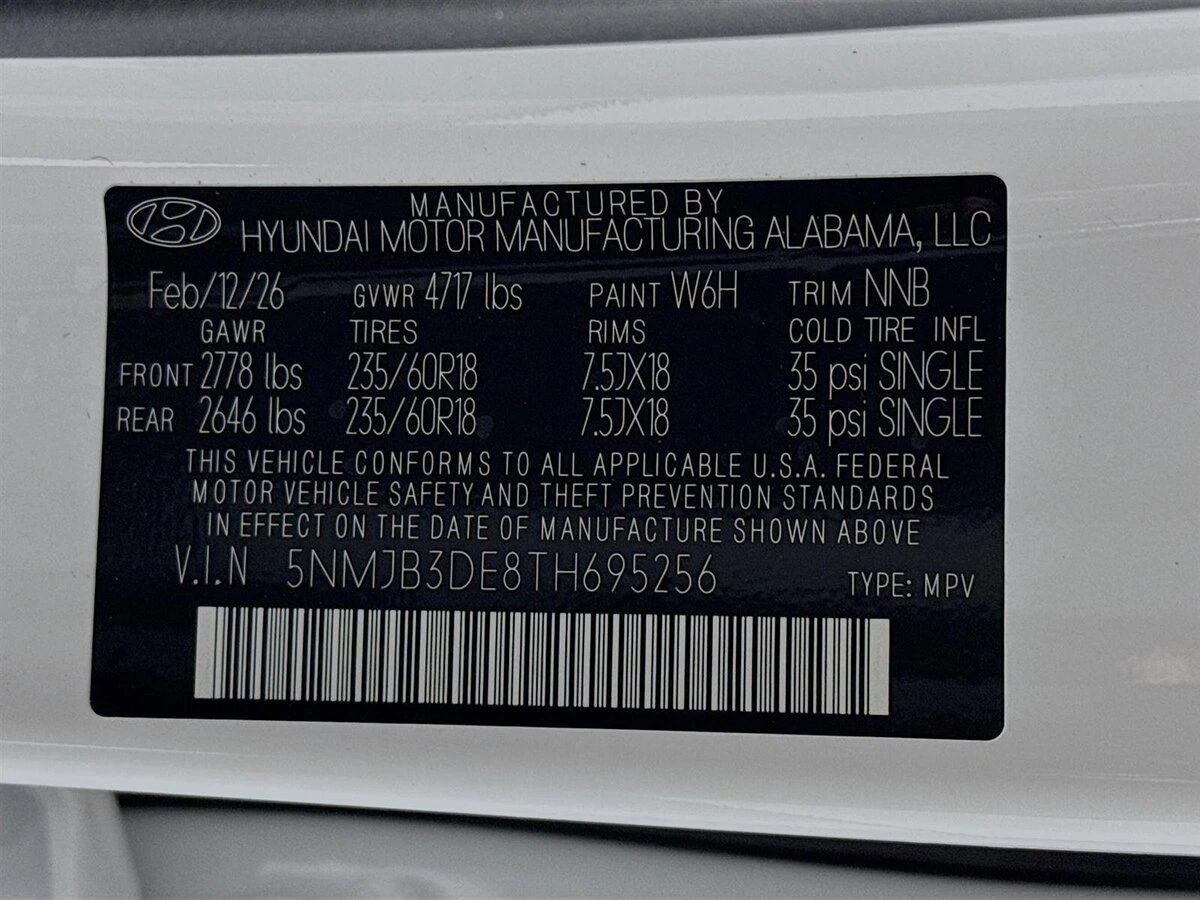 MANUFACTURED BY
HYUNDAI MOTOR MANUFACTURING ALABAMA, LLC
Feb/12/26 GVWR 4717 lbs PAINT W6H TRIM NNB
GAWR TIRES RIMS COLD TIRE INFL
FRONT 2778 lbs 235/60R18 7.5JX18 35 psi SINGLE
REAR 2646 lbs 235/60R18 7.5JX18 35 psi SINGLE
THIS VEHICLE CONFORMS TO ALL APPLICABLE U.S.A. FEDERAL
MOTOR VEHICLE SAFETY AND THEFT PREVENTION STANDARDS
IN EFFECT ON THE DATE OF MANUFACTURE SHOWN ABOVE
V.I.N 5NMJB3DE8TH695256 TYPE: MPV